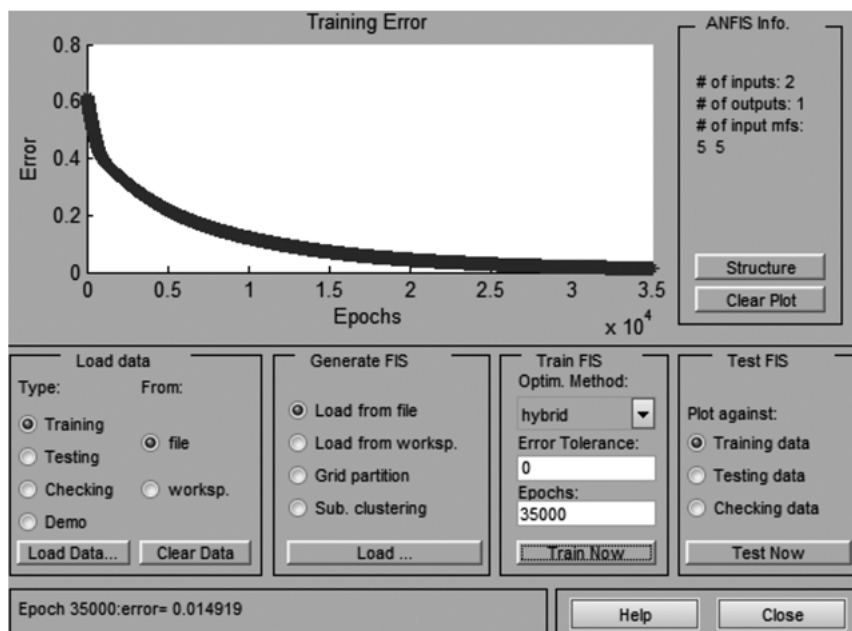 Training Error
0.8
0.6
0.4
0.2
0
Error
0 0.5 1 1.5 2 2.5 3 3.5
Epochs
x 10^4
ANFIS Info.
# of inputs: 2
# of outputs: 1
# of input mfs:
5 5
Structure
Clear Plot
Load data
Type: From:
Training
Testing
Checking
Demo
file
worksp.
Load Data... Clear Data
Generate FIS
Load from file
Load from worksp.
Grid partition
Sub. clustering
Load ...
Train FIS
Optim. Method:
hybrid
Error Tolerance:
0
Epochs:
35000
Train Now
Test FIS
Plot against:
Training data
Testing data
Checking data
Test Now
Epoch 35000:error= 0.014919
Help Close